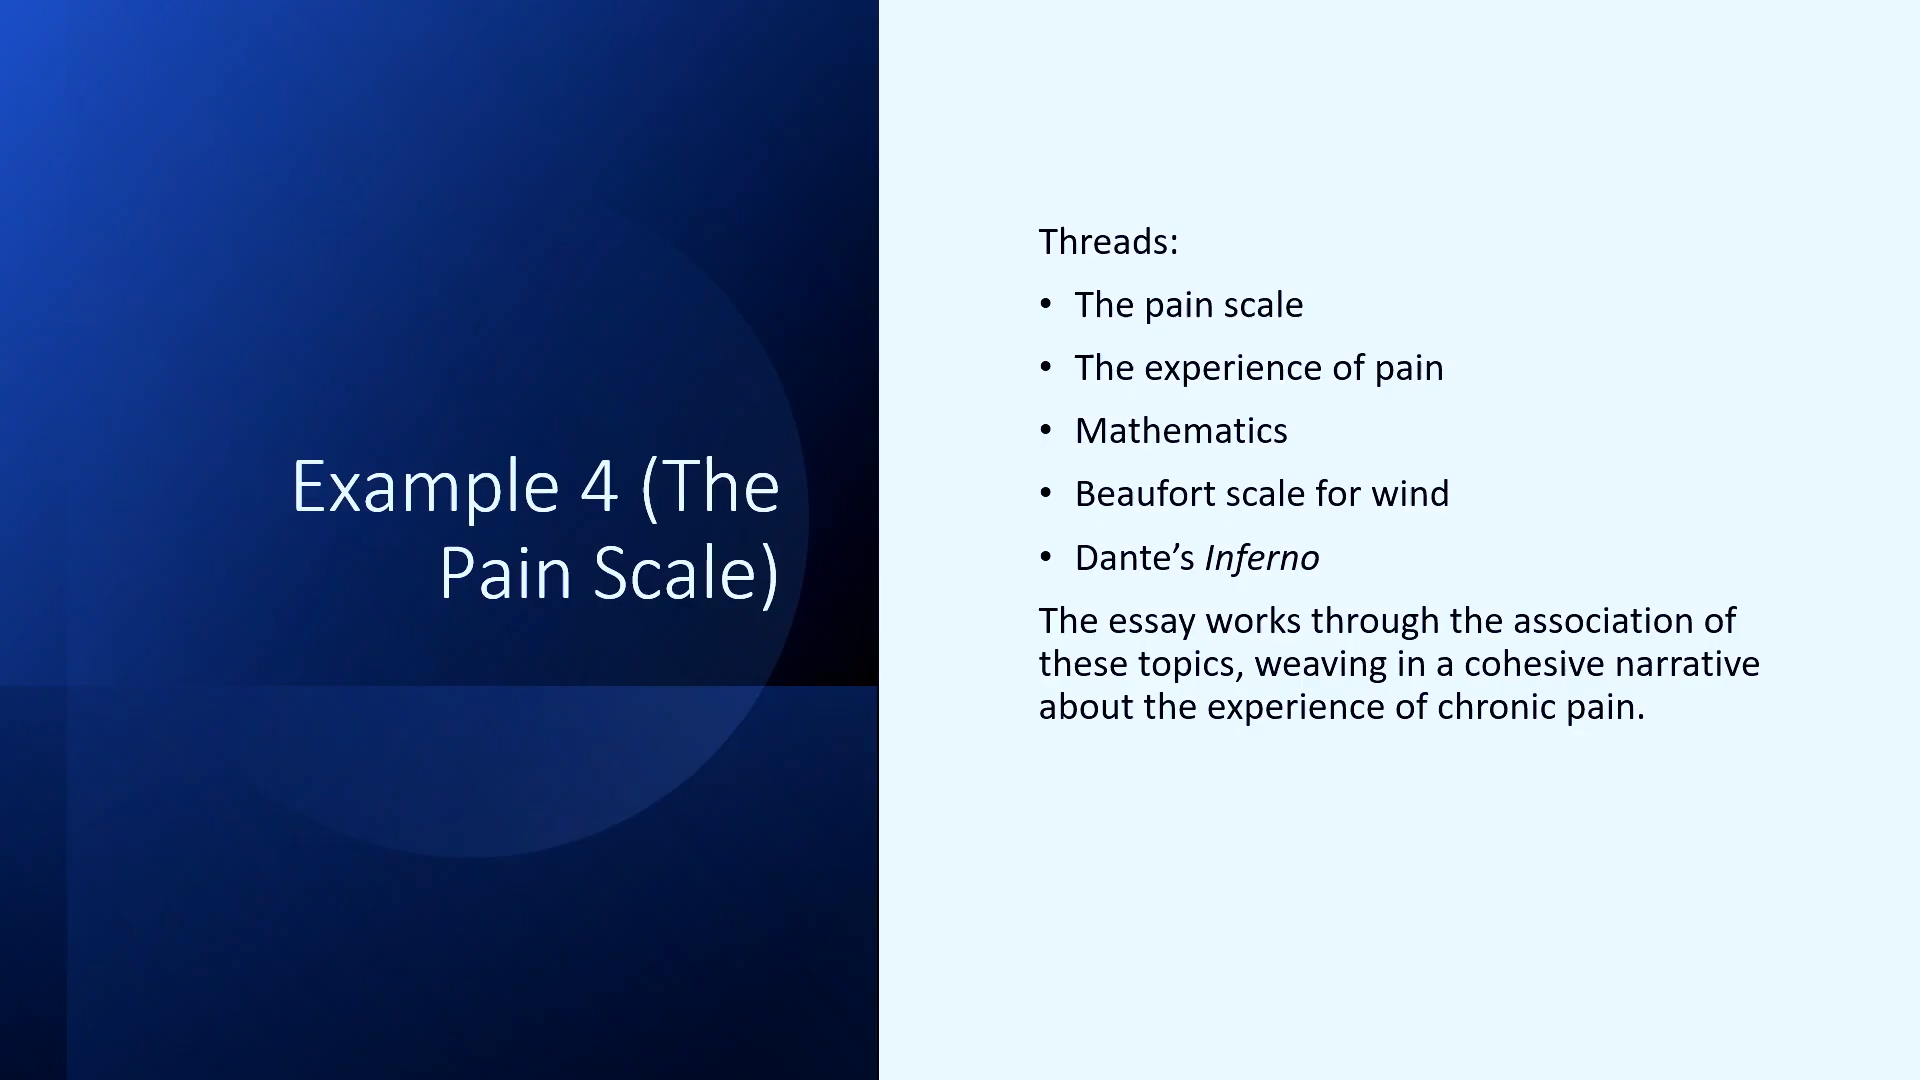 Example 4 (The
Pain Scale)
Threads:
• The pain scale
• The experience of pain
• Mathematics
• Beaufort scale for wind
• Dante’s Inferno
The essay works through the association of
these topics, weaving in a cohesive narrative
about the experience of chronic pain.